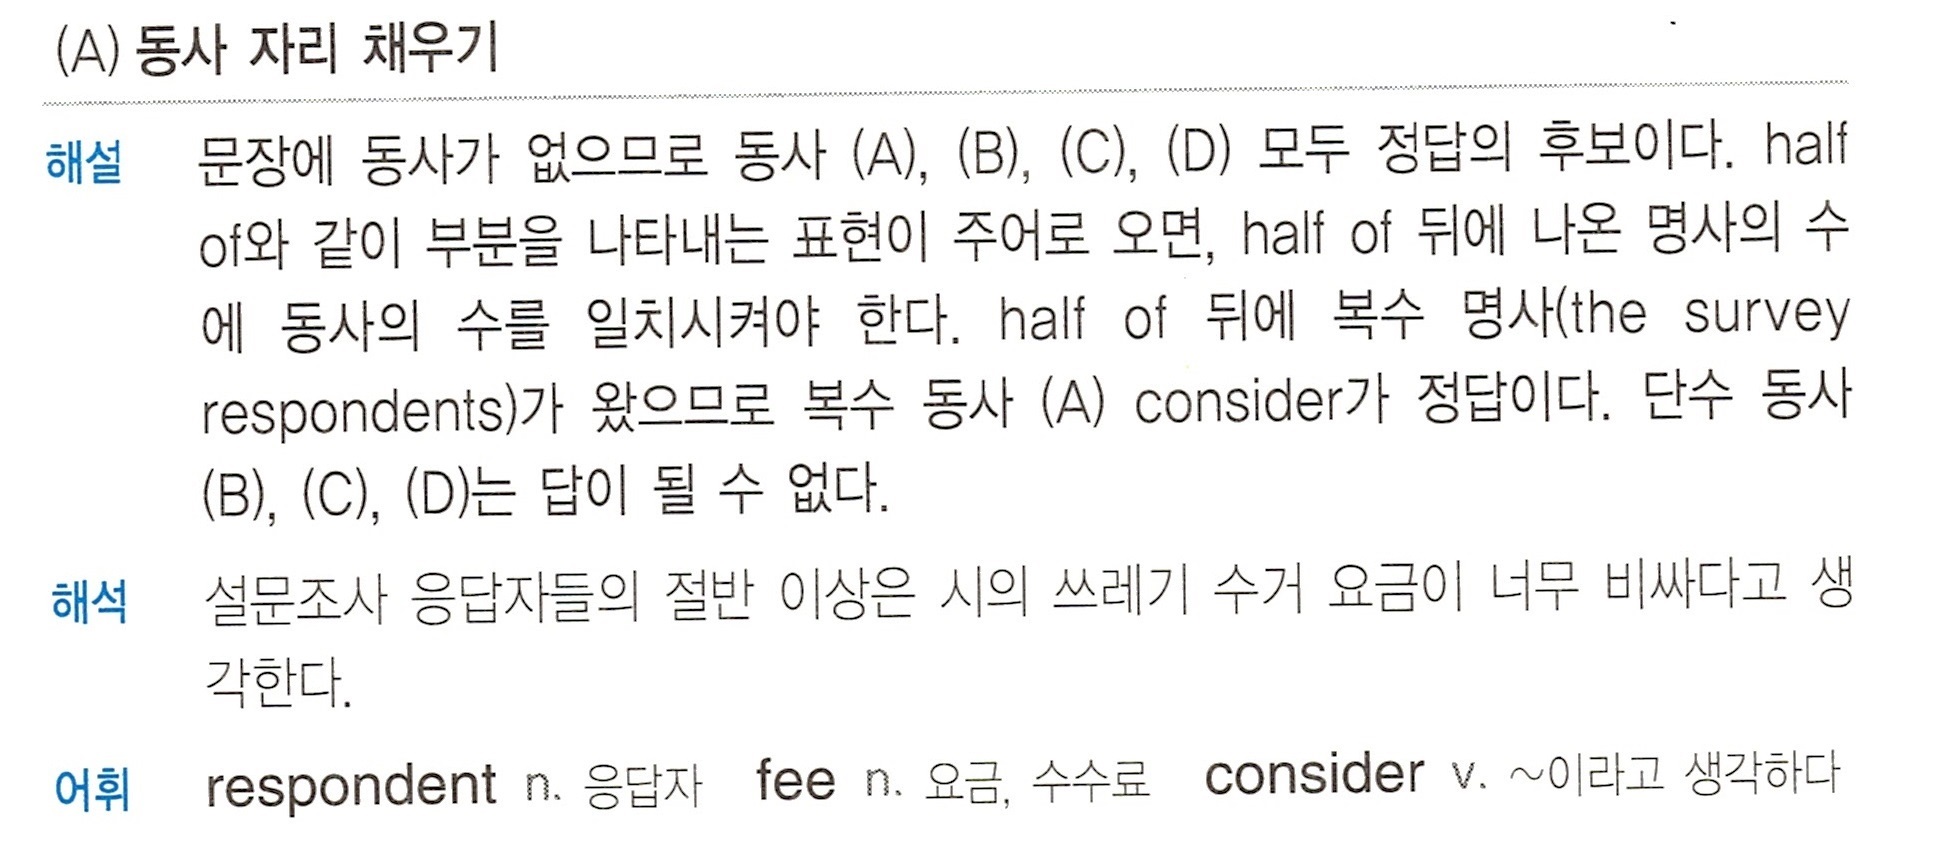 (A) 동사 자리 채우기
해설 문장에 동사가 없으므로 동사 (A), (B), (C), (D) 모두 정답의 후보이다. half
of와 같이 부분을 나타내는 표현이 주어로 오면, half of 뒤에 나온 명사의 수
에 동사의 수를 일치시켜야 한다. half of 뒤에 복수 명사(the survey
respondents)가 왔으므로 복수 동사 (A) consider가 정답이다. 단수 동사
(B), (C), (D)는 답이 될 수 없다.
해석 설문조사 응답자들의 절반 이상은 시의 쓰레기 수거 요금이 너무 비싸다고 생
각한다.
어휘 respondent n. 응답자 fee n. 요금, 수수료 consider v. ~이라고 생각하다